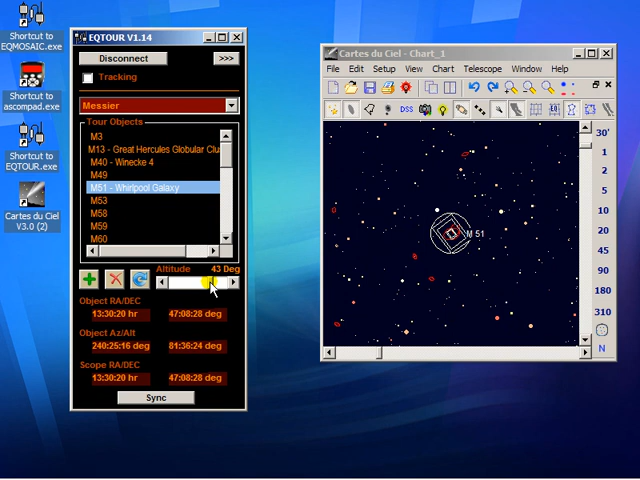 Shortcut to
EQMOSAIC.exe
Shortcut to
ascompad.exe
Shortcut to
EQTOUR.exe
Cartes du Ciel
V3.0 (2)
EQTOUR V1.14
Disconnect
>>>
Tracking
Messier
Tour Objects
M3
M13 - Great Hercules Globular Clu
M40 - Winecke 4
M49
M51 - Whirlpool Galaxy
M53
M58
M59
M60
Altitude 43 Deg
Object RA/DEC
13:30:20 hr 47:08:28 deg
Object Az/Alt
240:25:16 deg 81:36:24 deg
Scope RA/DEC
13:30:20 hr 47:08:28 deg
Sync
Cartes du Ciel - Chart_1
File Edit Setup View Chart Telescope Window Help
DSS
M 51
30'
1
2
5
10
20
45
90
180
310
N